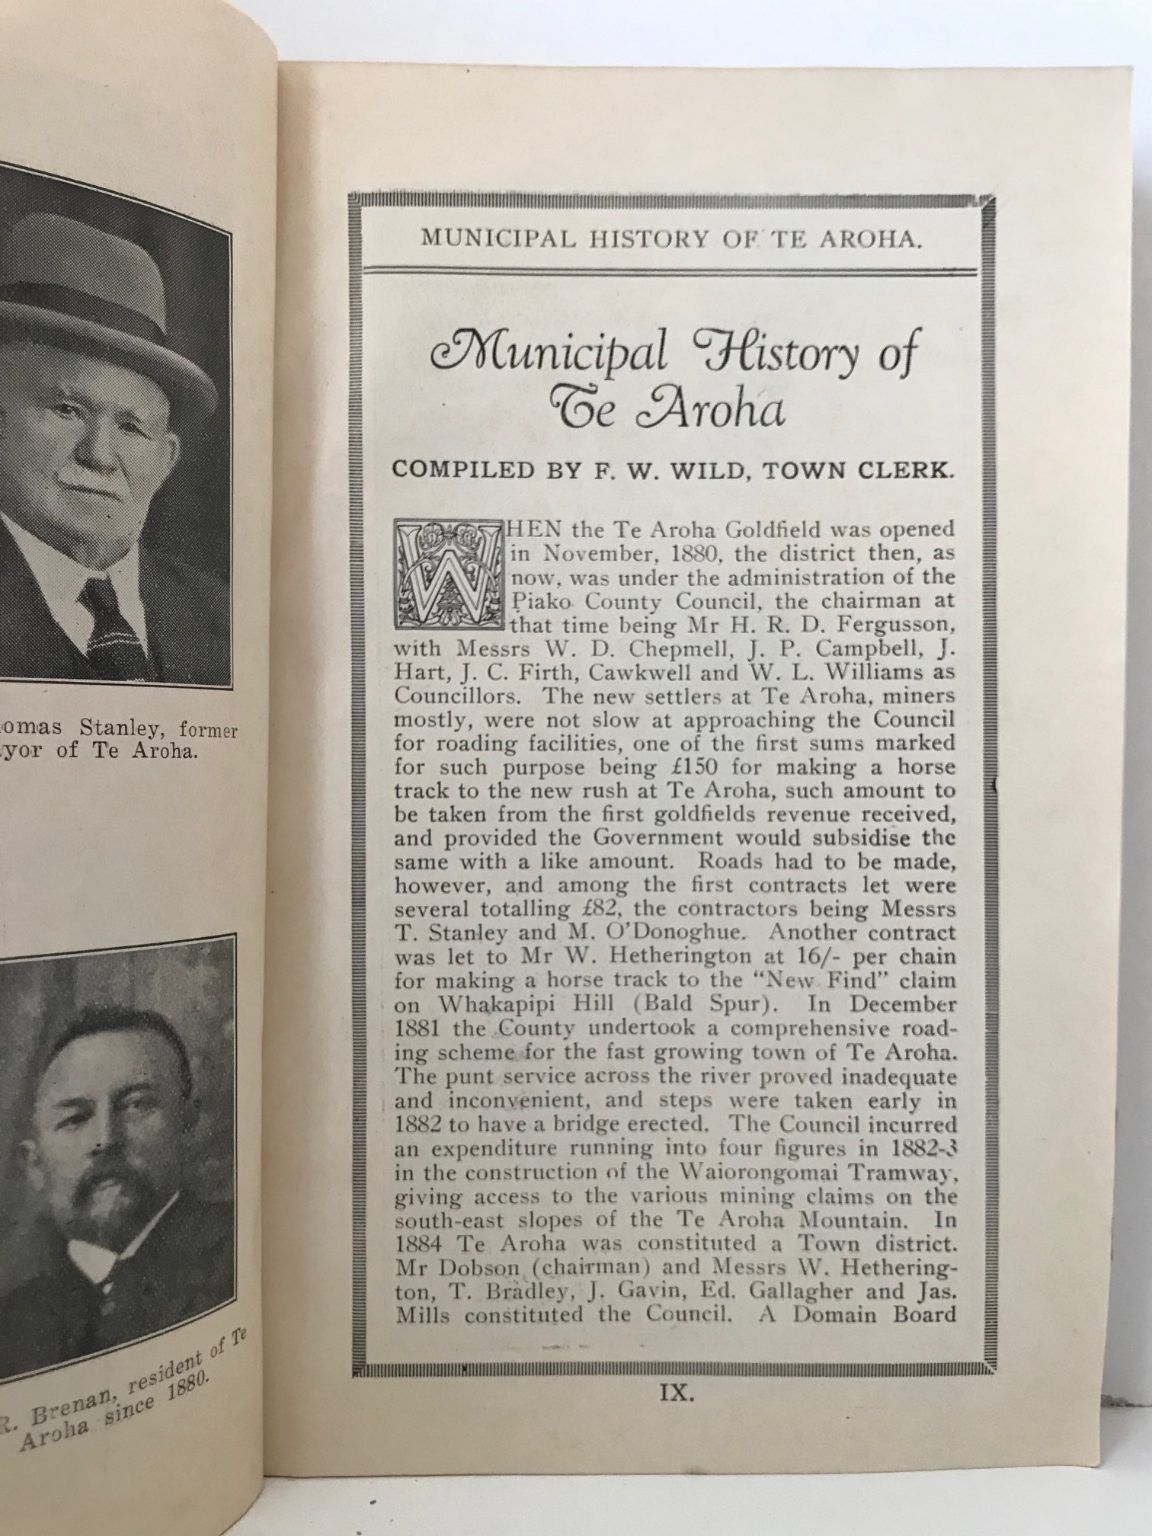 omas Stanley, former
yor of Te Aroha.
R. Brenan, resident of Te
Aroha since 1880.
MUNICIPAL HISTORY OF TE AROHA.
Municipal History of
Te Aroha
COMPILED BY F. W. WILD, TOWN CLERK.
WHEN the Te Aroha Goldfield was opened
in November, 1880, the district then, as
now, was under the administration of the
Piako County Council, the chairman at
that time being Mr H. R. D. Fergusson,
with Messrs W. D. Chepmell, J. P. Campbell, J.
Hart, J. C. Firth, Cawkwell and W. L. Williams as
Councillors. The new settlers at Te Aroha, miners
mostly, were not slow at approaching the Council
for roading facilities, one of the first sums marked
for such purpose being £150 for making a horse
track to the new rush at Te Aroha, such amount to
be taken from the first goldfields revenue received,
and provided the Government would subsidise the
same with a like amount. Roads had to be made,
however, and among the first contracts let were
several totalling £82, the contractors being Messrs
T. Stanley and M. O'Donoghue. Another contract
was let to Mr W. Hetherington at 16/- per chain
for making a horse track to the "New Find" claim
on Whakapipi Hill (Bald Spur). In December
1881 the County undertook a comprehensive road-
ing scheme for the fast growing town of Te Aroha.
The punt service across the river proved inadequate
and inconvenient, and steps were taken early in
1882 to have a bridge erected. The Council incurred
an expenditure running into four figures in 1882-3
in the construction of the Waiorongomai Tramway,
giving access to the various mining claims on the
south-east slopes of the Te Aroha Mountain. In
1884 Te Aroha was constituted a Town district.
Mr Dobson (chairman) and Messrs W. Hethering-
ton, T. Bradley, J. Gavin, Ed. Gallagher and Jas.
Mills constituted the Council. A Domain Board
IX.